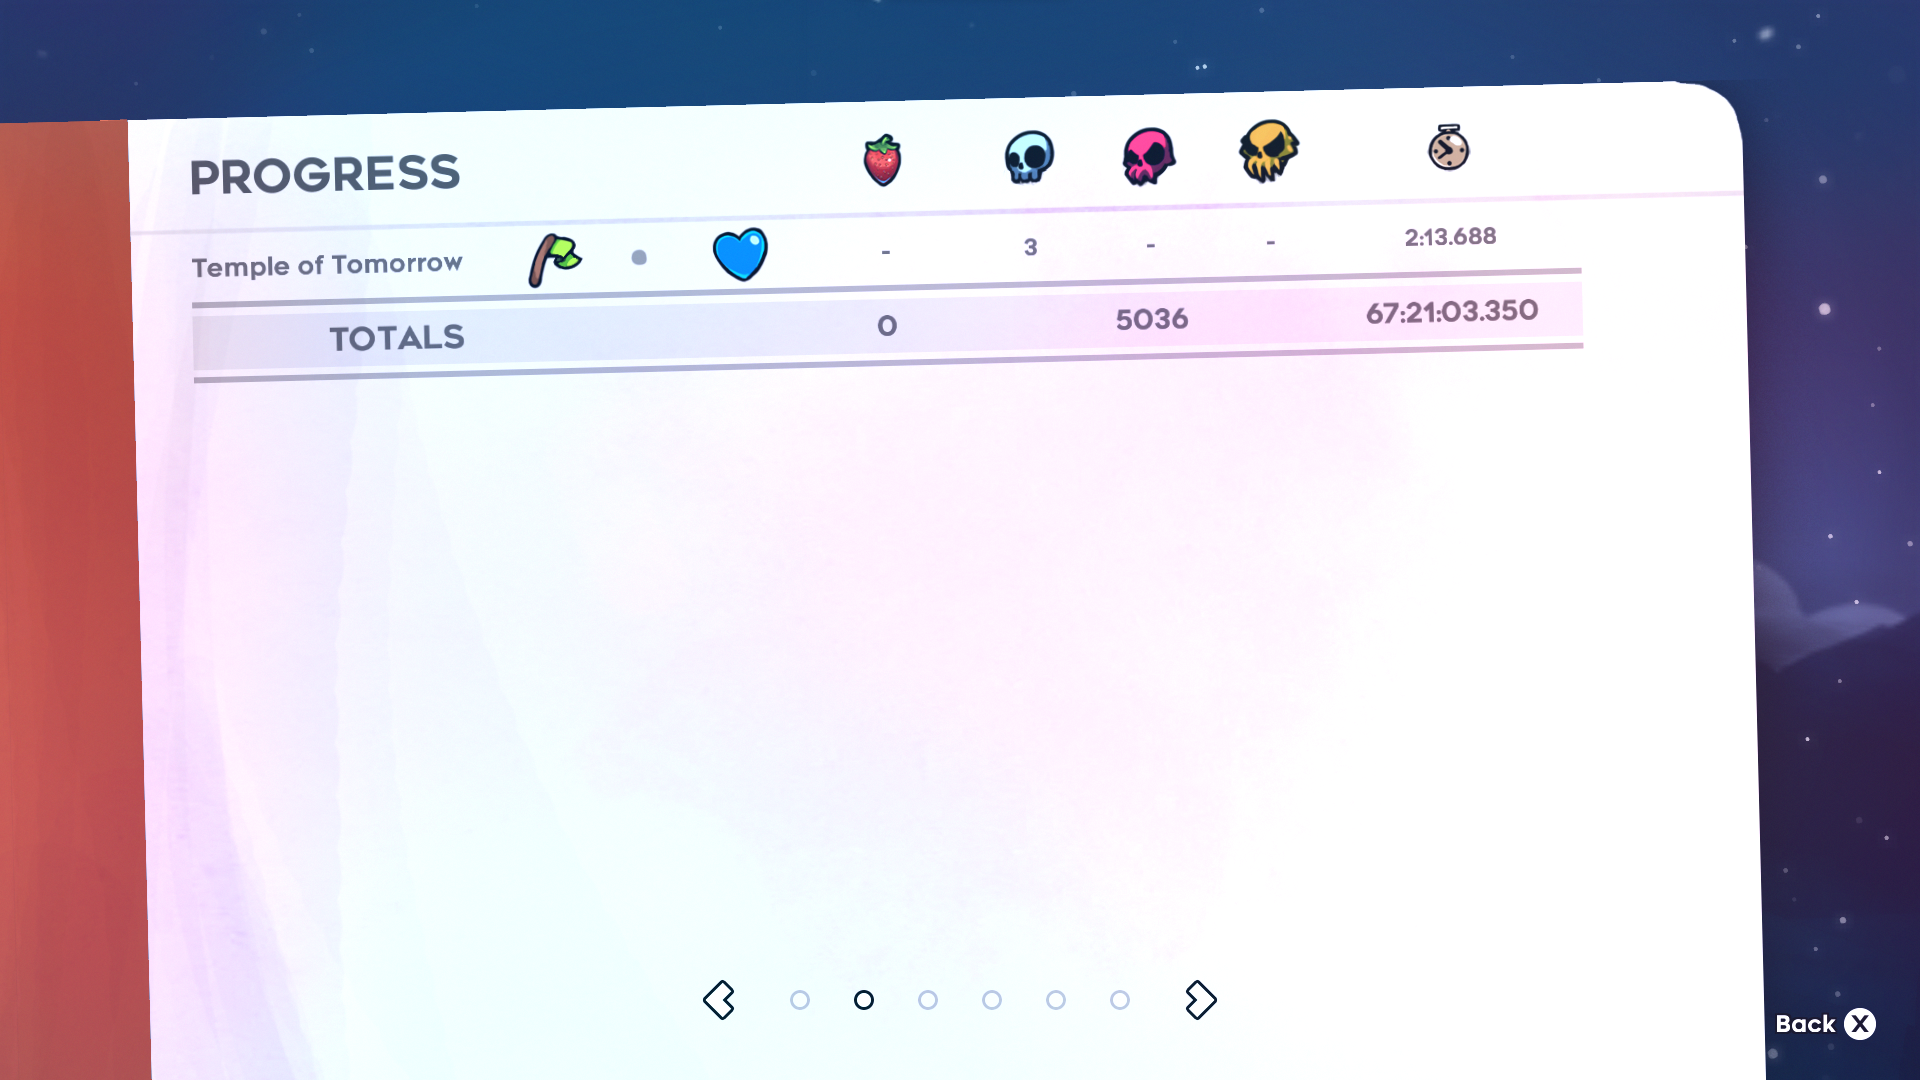 PROGRESS
Temple of Tomorrow - 3 - - 2:13.688
TOTALS 0 5036 67:21:03.350
Back X